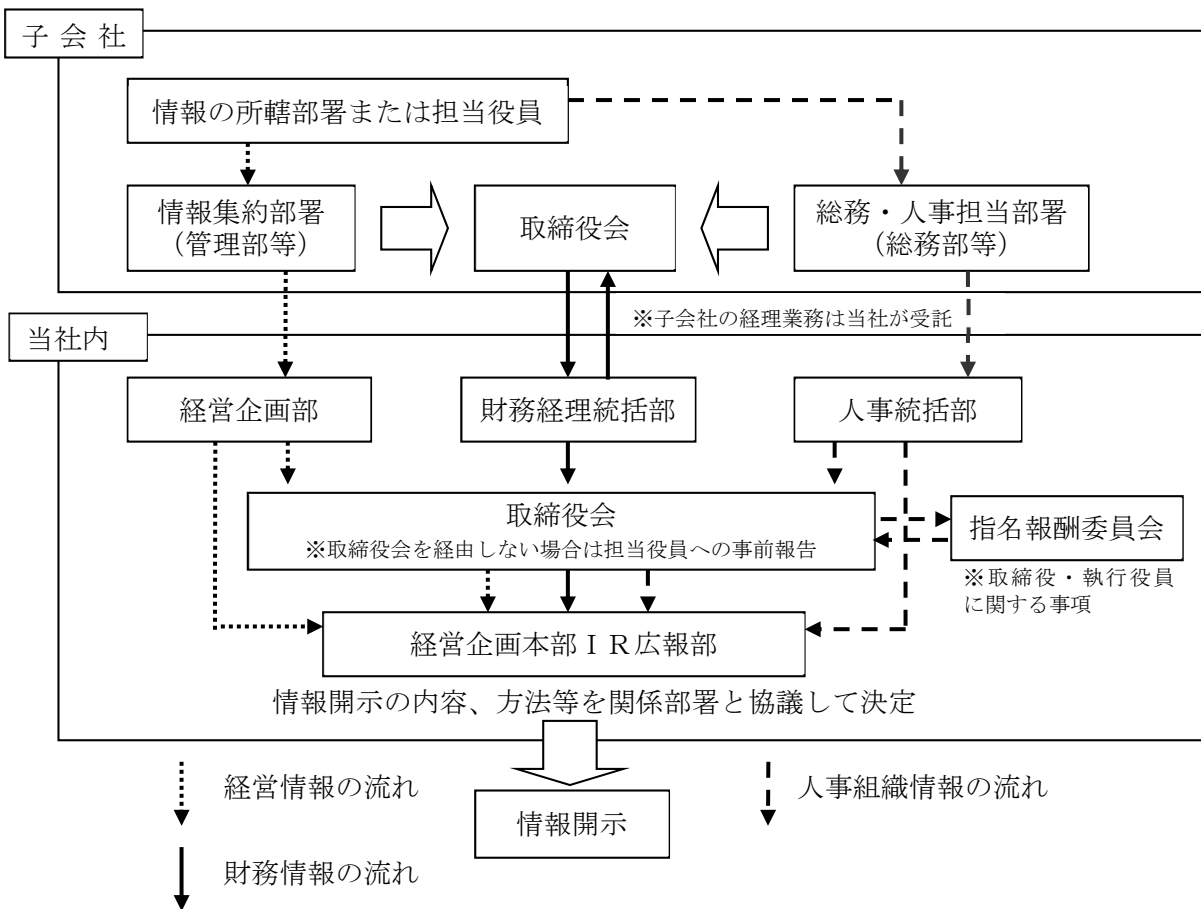 子 会 社
情報の所轄部署または担当役員
情報集約部署
（管理部等）
取締役会
総務・人事担当部署
（総務部等）
※子会社の経理業務は当社が受託
当社内
経営企画部
財務経理統括部
人事統括部
取締役会
※取締役会を経由しない場合は担当役員への事前報告
指名報酬委員会
※取締役・執行役員
に関する事項
経営企画本部ＩＲ広報部
情報開示の内容、方法等を関係部署と協議して決定
経営情報の流れ
人事組織情報の流れ
情報開示
財務情報の流れ